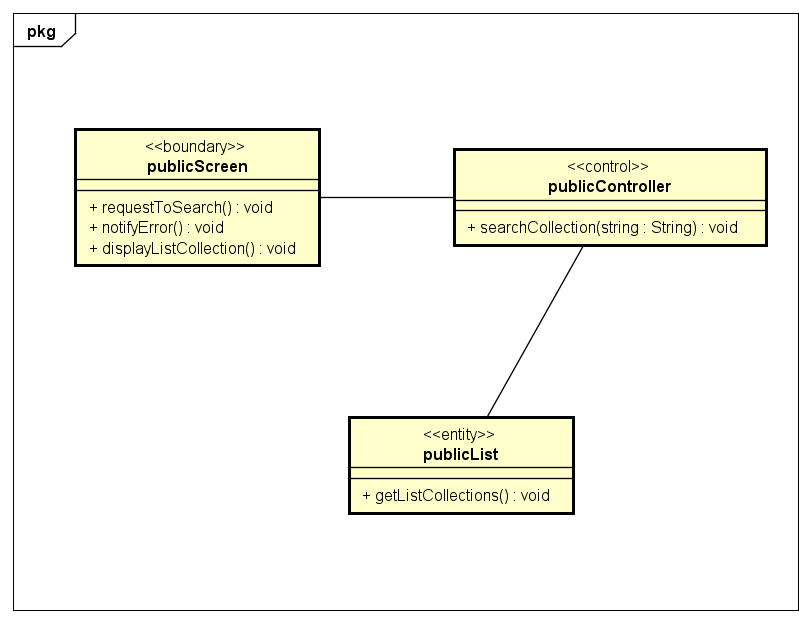 pkg
<<boundary>>
publicScreen
+ requestToSearch() : void
+ notifyError() : void
+ displayListCollection() : void
<<control>>
publicController
+ searchCollection(string : String) : void
<<entity>>
publicList
+ getListCollections() : void